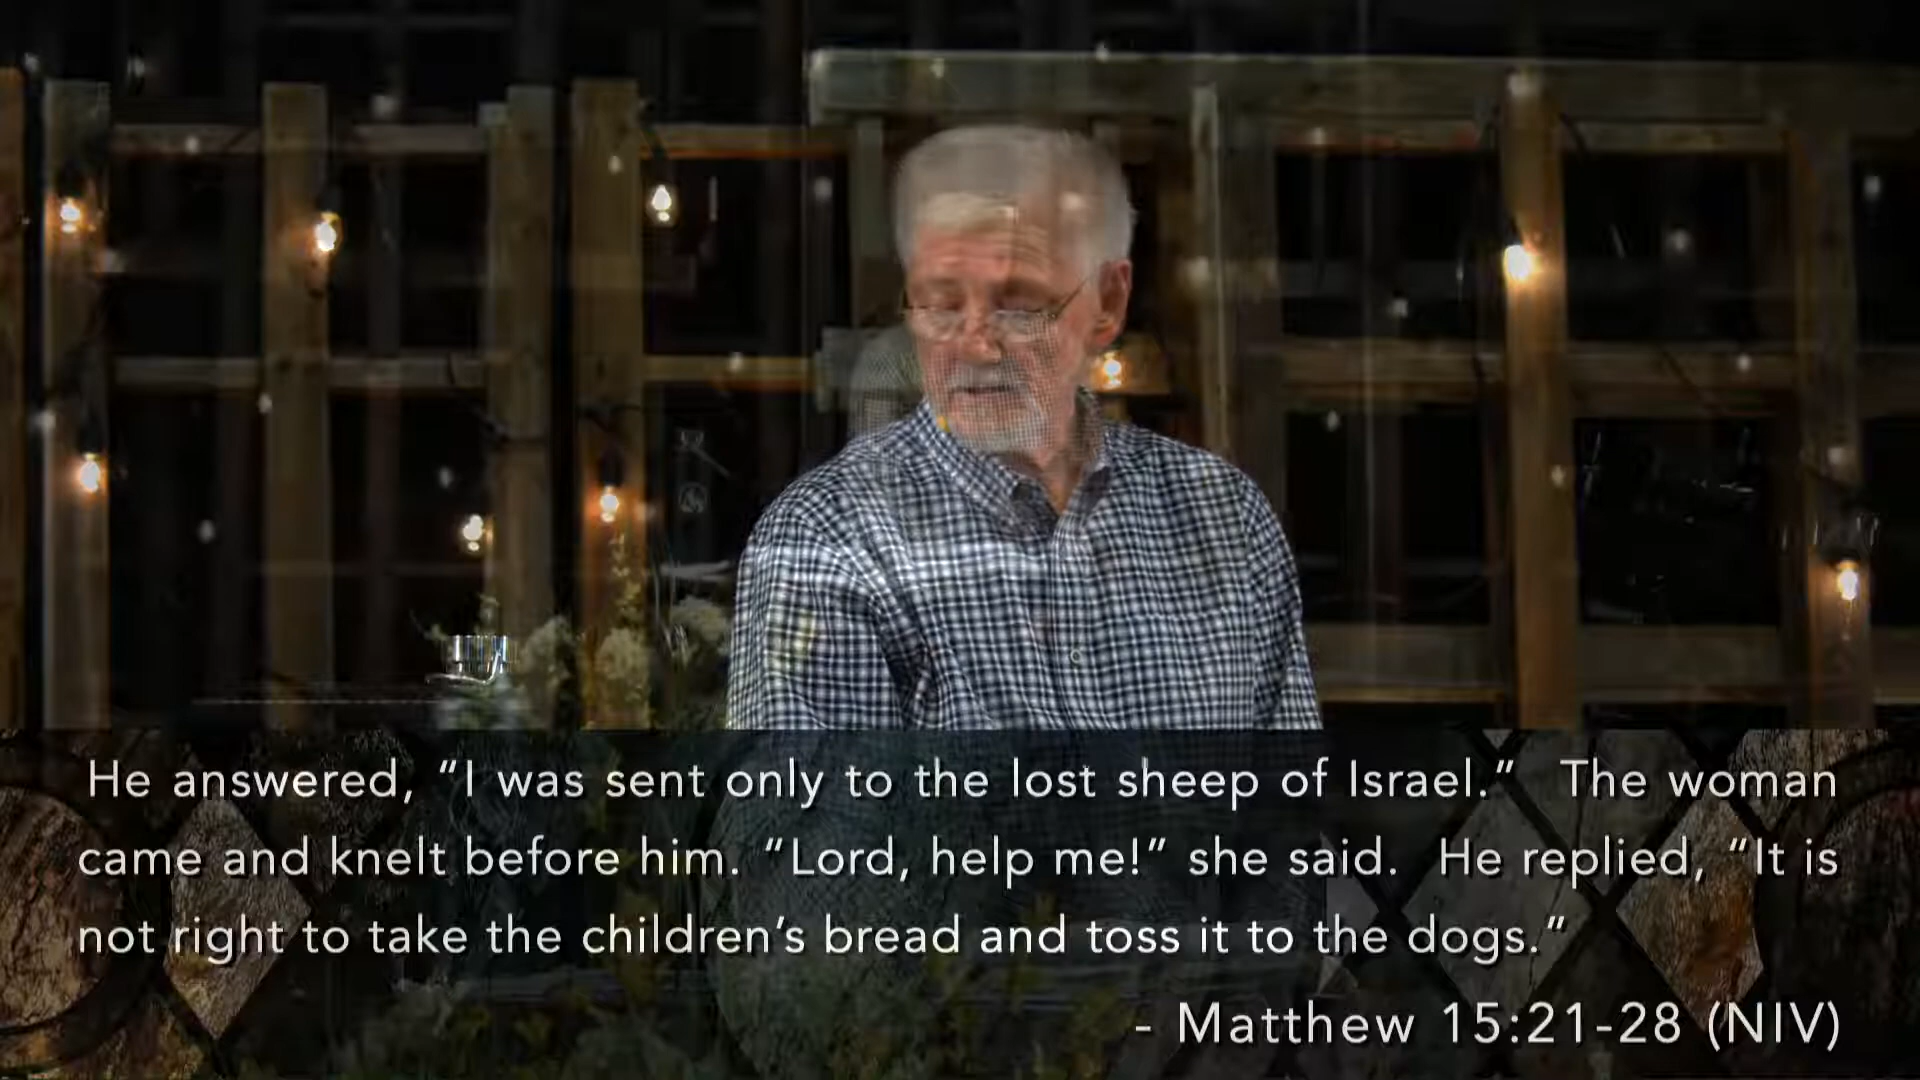 He answered, “I was sent only to the lost sheep of Israel.”  The woman
came and knelt before him. “Lord, help me!” she said.  He replied, “It is
not right to take the children’s bread and toss it to the dogs.”
- Matthew 15:21-28 (NIV)